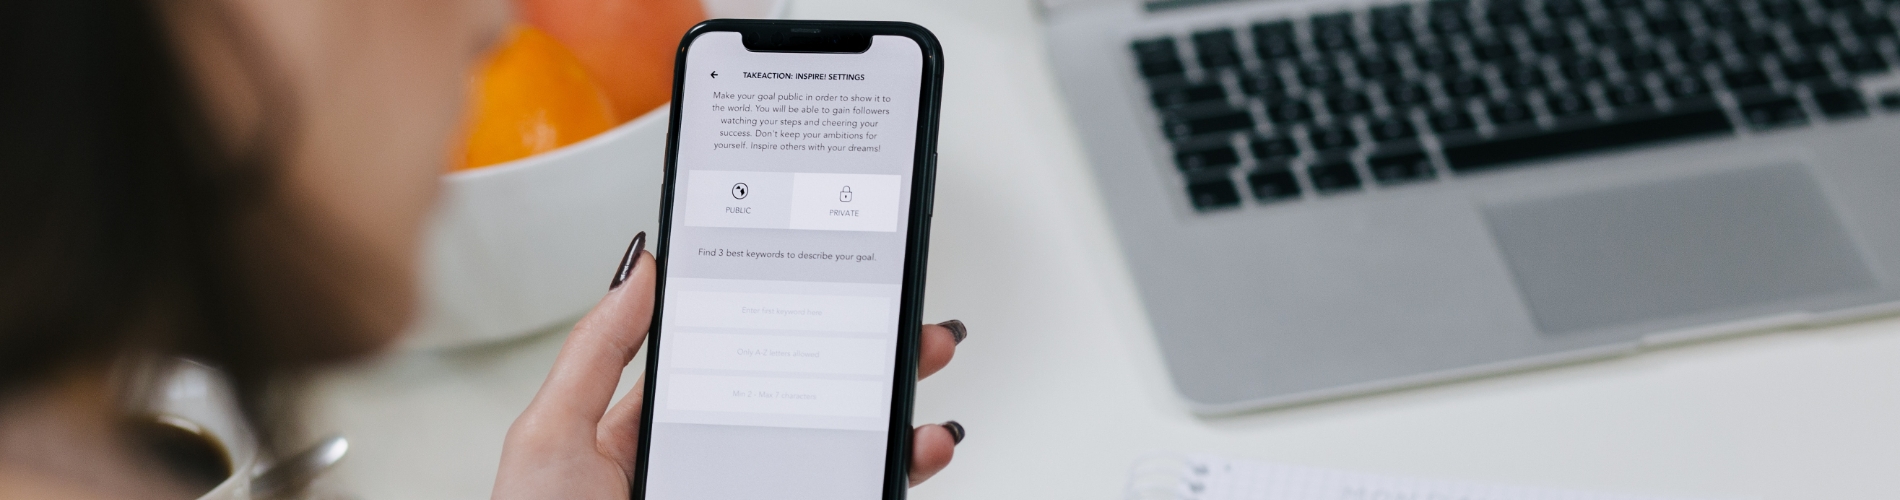 TAKEACTION: INSPIRE! SETTINGS
Make your goal public in order to show it to
the world. You will be able to gain followers
watching your steps and cheering your
success. Don't keep your ambitions for
yourself. Inspire others with your dreams!
PUBLIC
PRIVATE
Find 3 best keywords to describe your goal.
Enter first keyword here
Only A-Z letters allowed
Min 2 - Max 7 characters